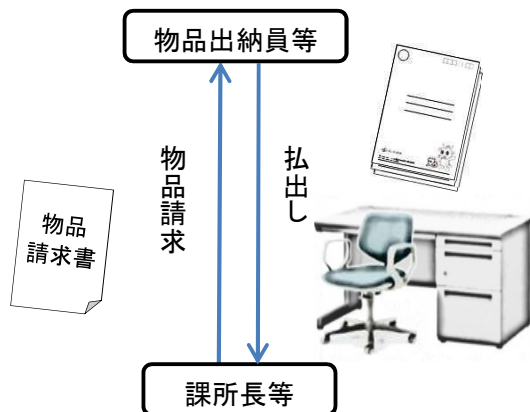 物品出納員等
物品請求
払出し
物品
請求書
課所長等